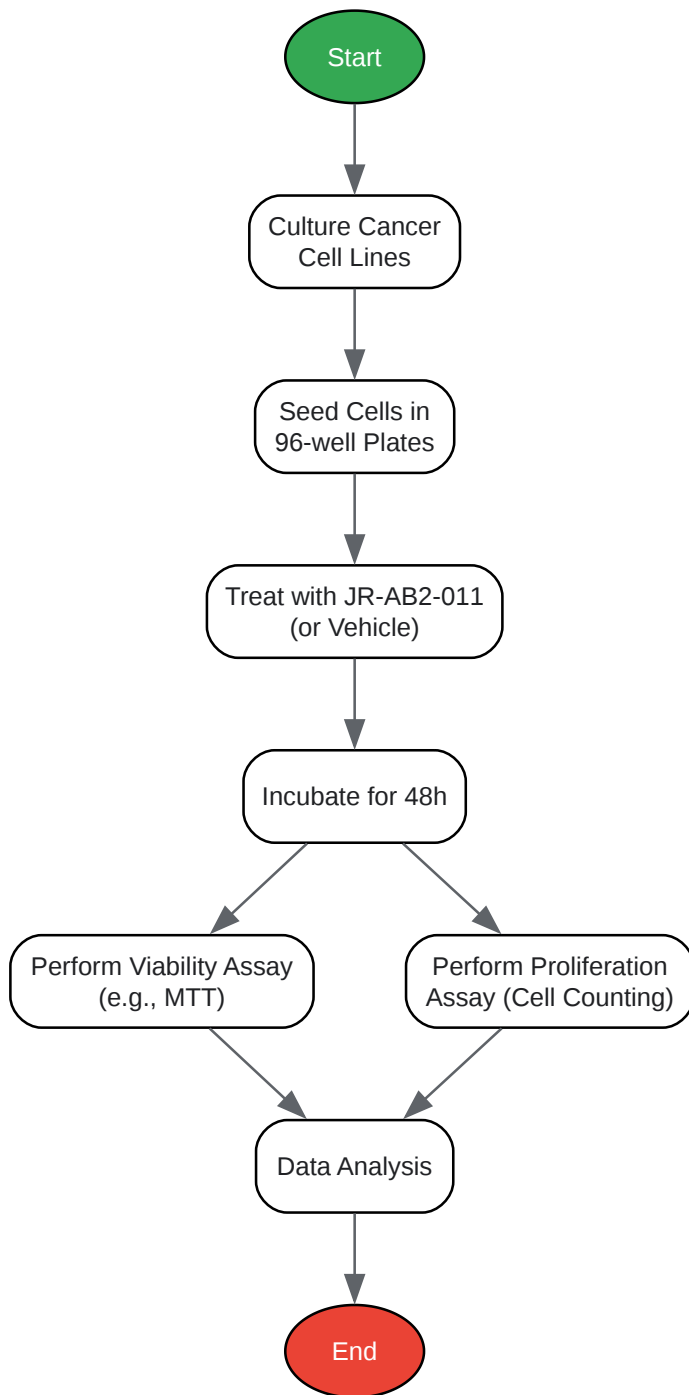 Start
Culture Cancer
Cell Lines
Seed Cells in
96-well Plates
Treat with JR-AB2-011
(or Vehicle)
Incubate for 48h
Perform Viability Assay
(e.g., MTT)
Perform Proliferation
Assay (Cell Counting)
Data Analysis
End